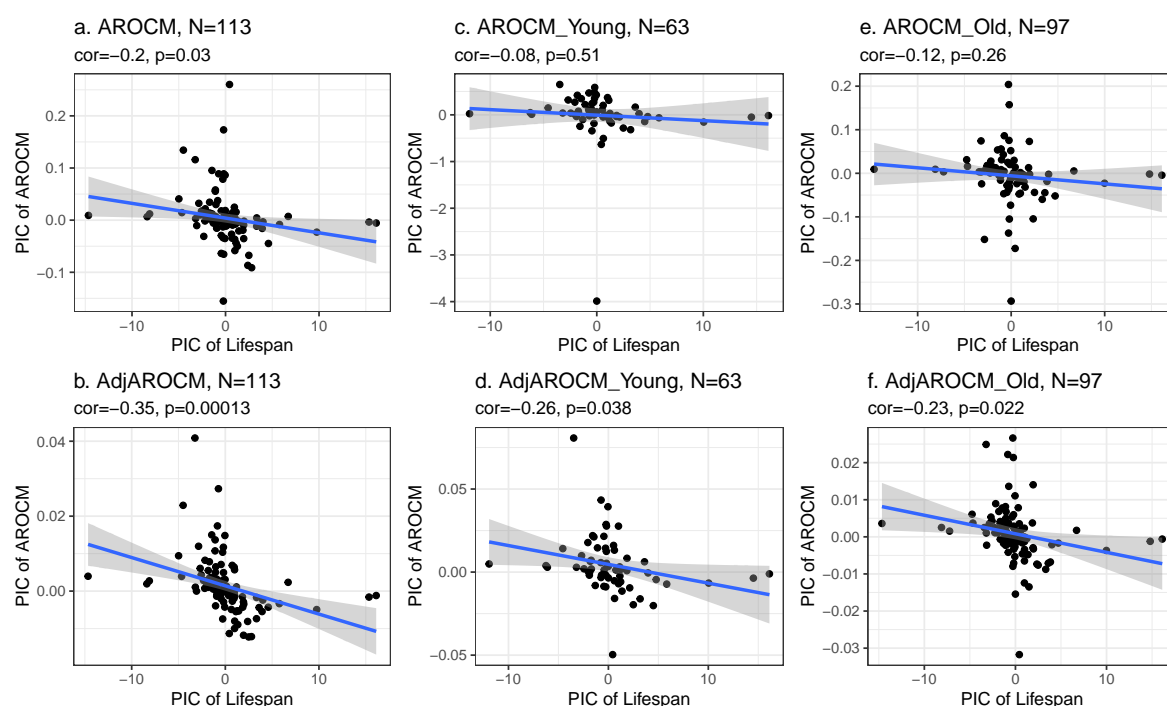 a. AROCM, N=113
cor=−0.2, p=0.03
PIC of AROCM
0.2
0.1
0.0
−0.1
−10
0
10
PIC of Lifespan
c. AROCM_Young, N=63
cor=−0.08, p=0.51
PIC of AROCM
0
−1
−2
−3
−4
−10
0
10
PIC of Lifespan
e. AROCM_Old, N=97
cor=−0.12, p=0.26
PIC of AROCM
0.2
0.1
0.0
−0.1
−0.2
−0.3
−10
0
10
PIC of Lifespan
b. AdjAROCM, N=113
cor=−0.35, p=0.00013
PIC of AROCM
0.04
0.02
0.00
−10
0
10
PIC of Lifespan
d. AdjAROCM_Young, N=63
cor=−0.26, p=0.038
PIC of AROCM
0.05
0.00
−0.05
−10
0
10
PIC of Lifespan
f. AdjAROCM_Old, N=97
cor=−0.23, p=0.022
PIC of AROCM
0.02
0.01
0.00
−0.01
−0.02
−0.03
−10
0
10
PIC of Lifespan